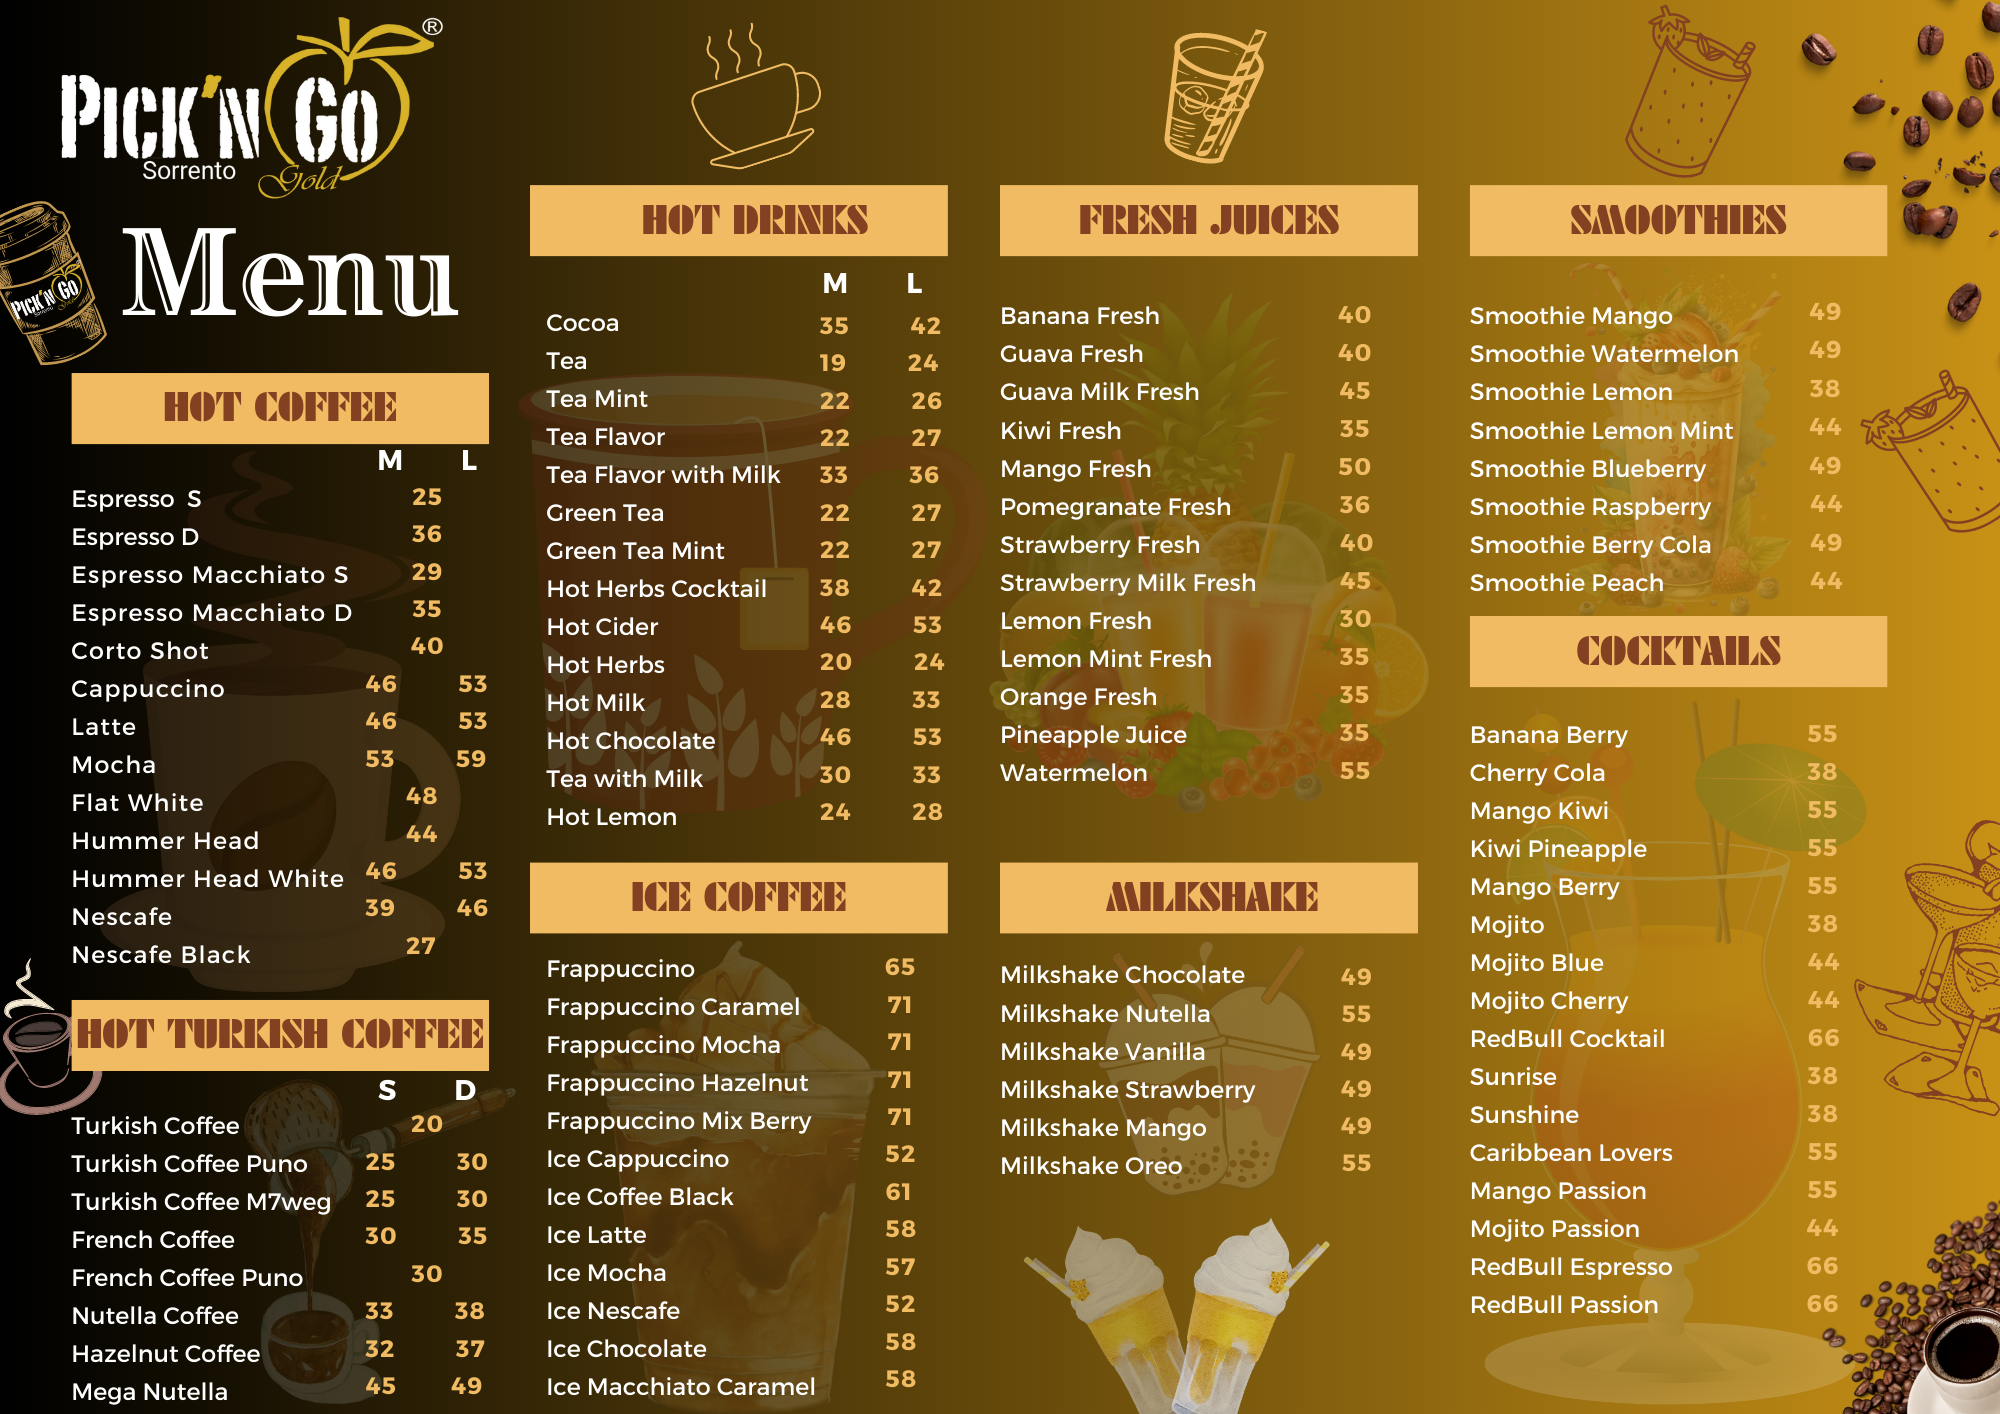 PICK'N GO ®
Sorrento
Gold
Menu
PICK'N GO
HOT COFFEE
M L
Espresso S 25
Espresso D 36
Espresso Macchiato S 29
Espresso Macchiato D 35
Corto Shot 40
Cappuccino 46 53
Latte 46 53
Mocha 53 59
Flat White 48
Hummer Head 44
Hummer Head White 46 53
Nescafe 39 46
Nescafe Black 27
HOT TURKISH COFFEE
S D
Turkish Coffee 20
Turkish Coffee Puno 25 30
Turkish Coffee M7weg 25 30
French Coffee 30 35
French Coffee Puno 30
Nutella Coffee 33 38
Hazelnut Coffee 32 37
Mega Nutella 45 49
HOT DRINKS
M L
Cocoa 35 42
Tea 19 24
Tea Mint 22 26
Tea Flavor 22 27
Tea Flavor with Milk 33 36
Green Tea 22 27
Green Tea Mint 22 27
Hot Herbs Cocktail 38 42
Hot Cider 46 53
Hot Herbs 20 24
Hot Milk 28 33
Hot Chocolate 46 53
Tea with Milk 30 33
Hot Lemon 24 28
ICE COFFEE
Frappuccino 65
Frappuccino Caramel 71
Frappuccino Mocha 71
Frappuccino Hazelnut 71
Frappuccino Mix Berry 71
Ice Cappuccino 52
Ice Coffee Black 61
Ice Latte 58
Ice Mocha 57
Ice Nescafe 52
Ice Chocolate 58
Ice Macchiato Caramel 58
FRESH JUICES
Banana Fresh 40
Guava Fresh 40
Guava Milk Fresh 45
Kiwi Fresh 35
Mango Fresh 50
Pomegranate Fresh 36
Strawberry Fresh 40
Strawberry Milk Fresh 45
Lemon Fresh 30
Lemon Mint Fresh 35
Orange Fresh 35
Pineapple Juice 35
Watermelon 55
MILKSHAKE
Milkshake Chocolate 49
Milkshake Nutella 55
Milkshake Vanilla 49
Milkshake Strawberry 49
Milkshake Mango 49
Milkshake Oreo 55
SMOOTHIES
Smoothie Mango 49
Smoothie Watermelon 49
Smoothie Lemon 38
Smoothie Lemon Mint 44
Smoothie Blueberry 49
Smoothie Raspberry 44
Smoothie Berry Cola 49
Smoothie Peach 44
COCKTAILS
Banana Berry 55
Cherry Cola 38
Mango Kiwi 55
Kiwi Pineapple 55
Mango Berry 55
Mojito 38
Mojito Blue 44
Mojito Cherry 44
RedBull Cocktail 66
Sunrise 38
Sunshine 38
Caribbean Lovers 55
Mango Passion 55
Mojito Passion 44
RedBull Espresso 66
RedBull Passion 66